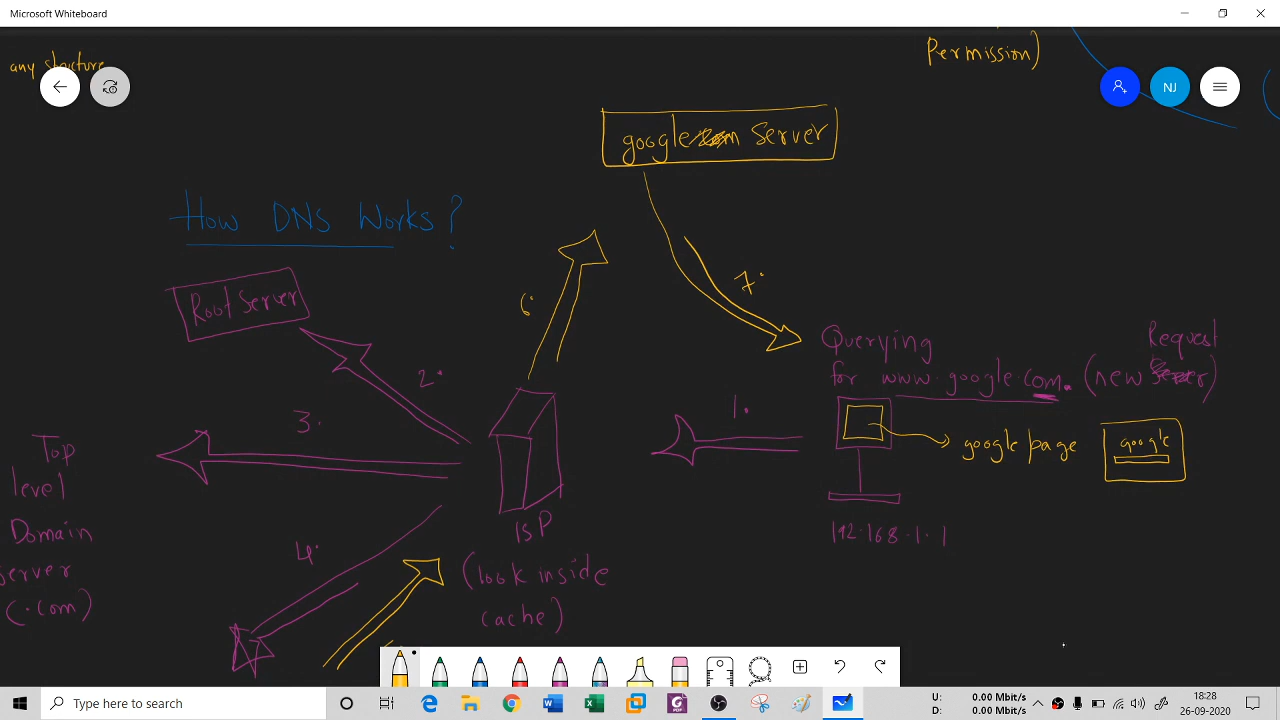 Microsoft Whiteboard
any structure
Permission)
NJ
google Server
How DNS Works?
Root Server
6.
7.
2.
3.
1.
Querying
for www.google.com. (new Request)
google page
google
Top
level
Domain
server
(.com)
4.
ISP
(look inside
cache)
192.168.1.1
Type here to search
U: 0.00 Mbit/s
D: 0.00 Mbit/s
18:28
26-09-2020